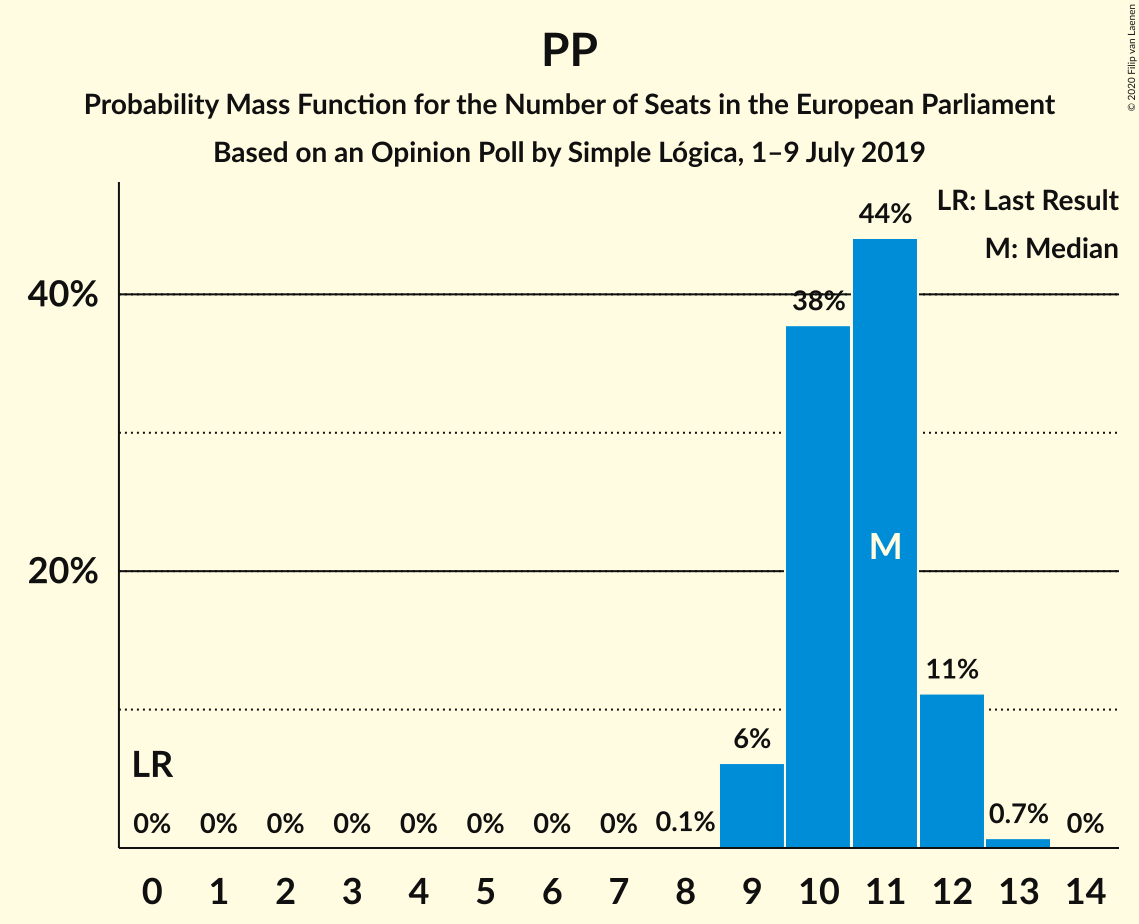 PP
Probability Mass Function for the Number of Seats in the European Parliament
Based on an Opinion Poll by Simple Lógica, 1–9 July 2019
© 2020 Filip van Laenen
LR: Last Result
M: Median
44%
40%
38%
M
20%
11%
6%
LR
0% 0% 0% 0% 0% 0% 0% 0% 0.1% 0.7% 0%
0 1 2 3 4 5 6 7 8 9 10 11 12 13 14